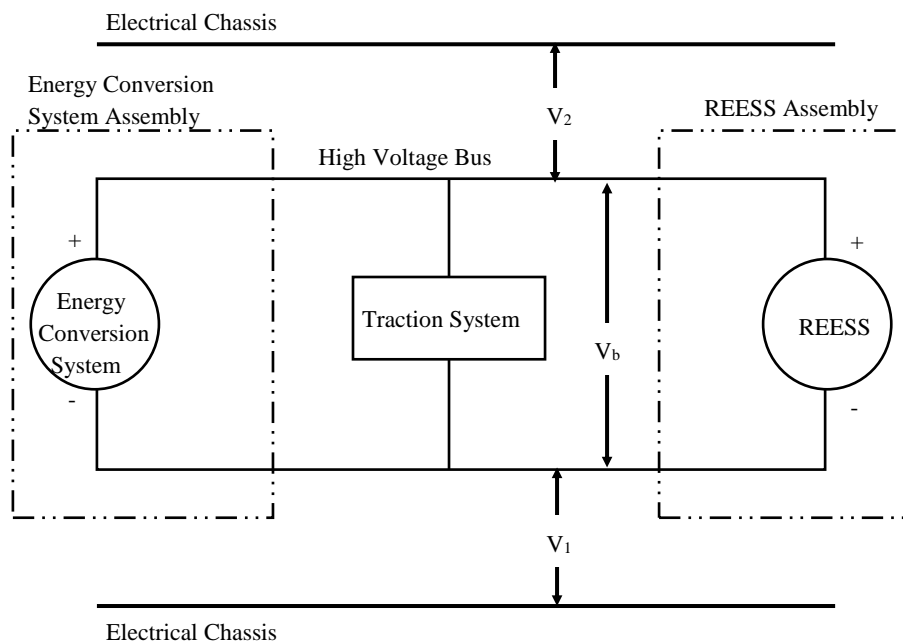 Electrical Chassis
Energy Conversion
System Assembly
V2
REESS Assembly
High Voltage Bus
+
+
Energy
Conversion
System
Traction System
REESS
Vb
-
-
V1
Electrical Chassis